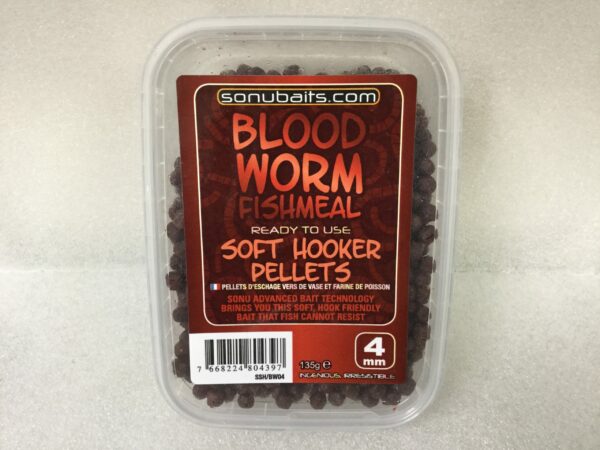 sonubaits.com
BLOOD
WORM
FISHMEAL
READY TO USE
SOFT HOOKER
PELLETS
PELLETS D'ESCHAGE VERS DE VASE ET FARINE DE POISSON
SONU ADVANCED BAIT TECHNOLOGY
BRINGS YOU THIS SOFT, HOOK FRIENDLY
BAIT THAT FISH CANNOT RESIST
7 668224 804397
SSH/BW04
135g e
4
mm
INGENIOUS, IRRESISTIBLE